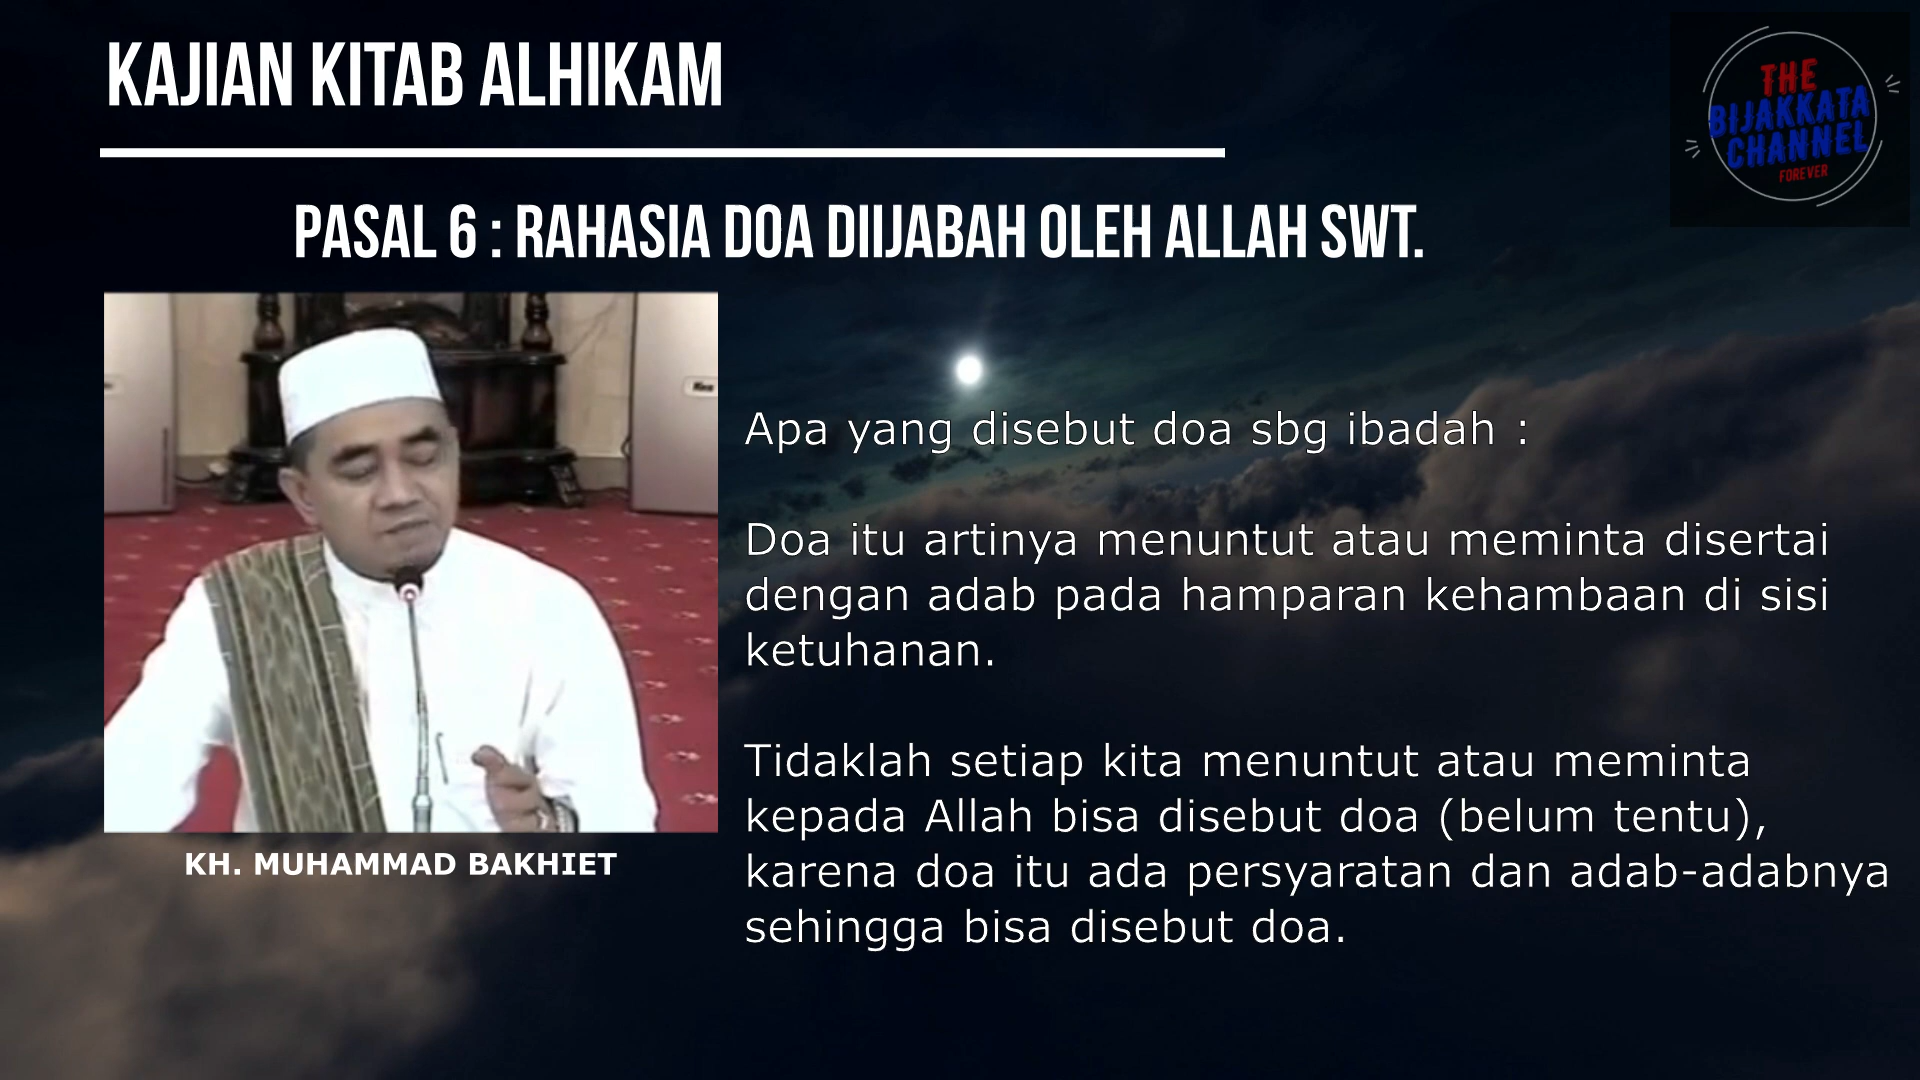 KAJIAN KITAB ALHIKAM
THE
BIJAKKATA
CHANNEL
FOREVER
PASAL 6 : RAHASIA DOA DIIJABAH OLEH ALLAH SWT.
Apa yang disebut doa sbg ibadah :
Doa itu artinya menuntut atau meminta disertai
dengan adab pada hamparan kehambaan di sisi
ketuhanan.
Tidaklah setiap kita menuntut atau meminta
kepada Allah bisa disebut doa (belum tentu),
karena doa itu ada persyaratan dan adab-adabnya
sehingga bisa disebut doa.
KH. MUHAMMAD BAKHIET